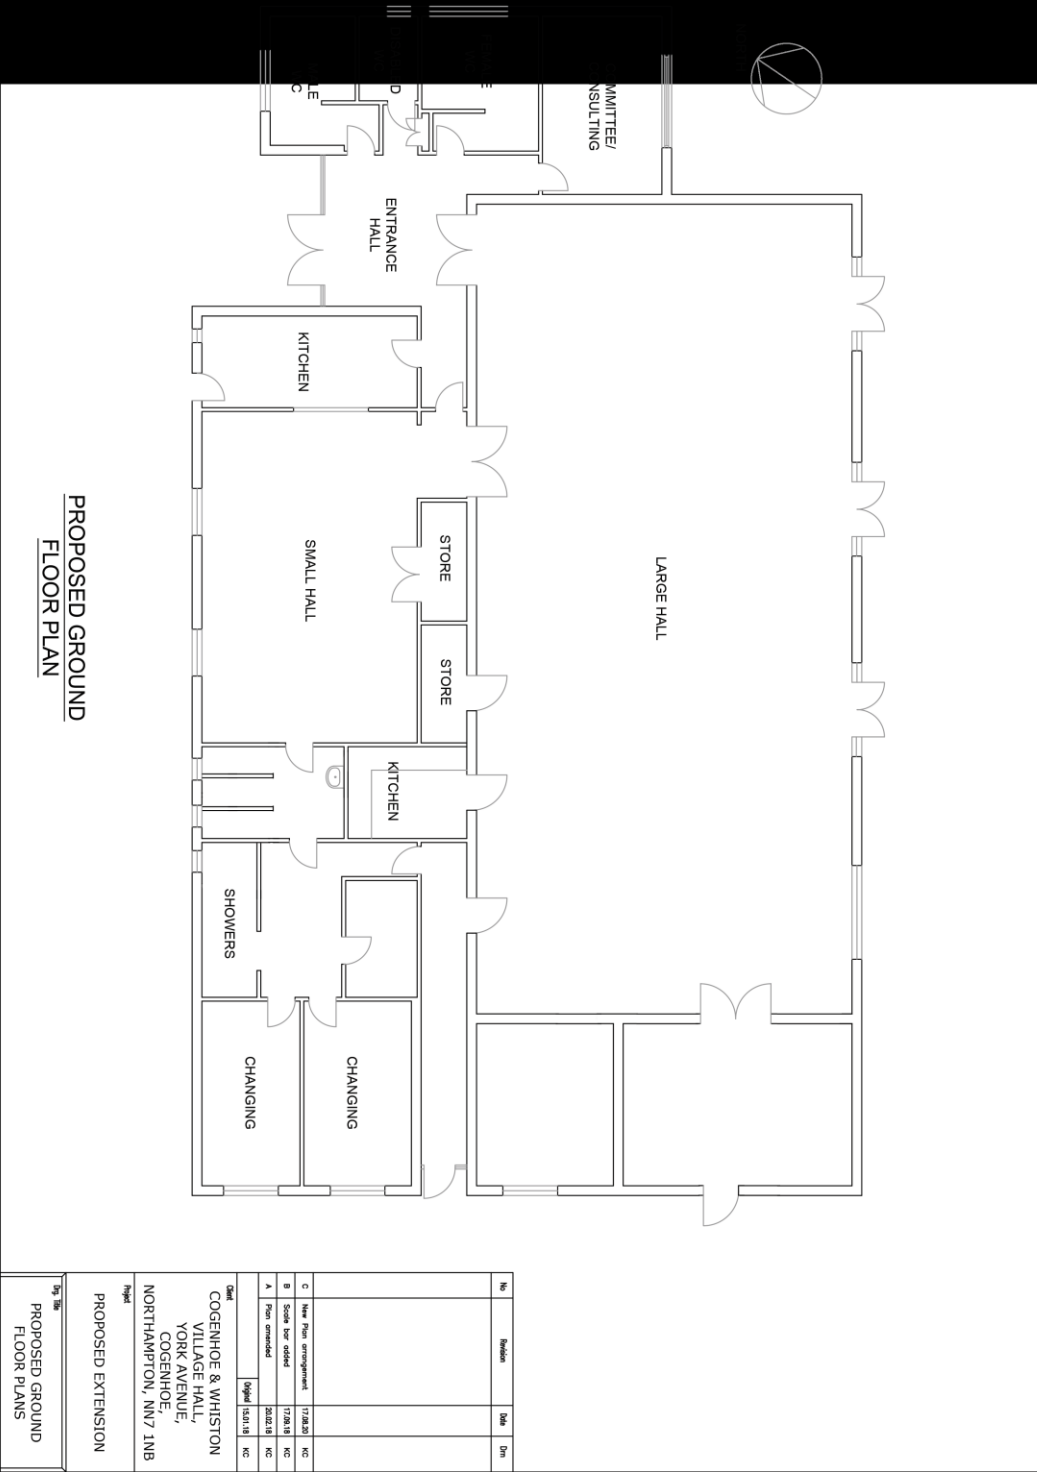 COMMITTEE/
CONSULTING
ENTRANCE
HALL
KITCHEN
SMALL HALL
STORE
STORE
LARGE HALL
KITCHEN
SHOWERS
CHANGING
CHANGING
PROPOSED GROUND
FLOOR PLAN
No Revision Date Drn
C New Plan arrangement 17.08.20 KC
B Scale bar added 17.09.18 KC
A Plan amended 20.02.18 KC
Original 15.01.18 KC
Client
COGENHOE & WHISTON
VILLAGE HALL,
YORK AVENUE,
COGENHOE,
NORTHAMPTON, NN7 1NB
Project
PROPOSED EXTENSION
Drg. Title
PROPOSED GROUND
FLOOR PLANS